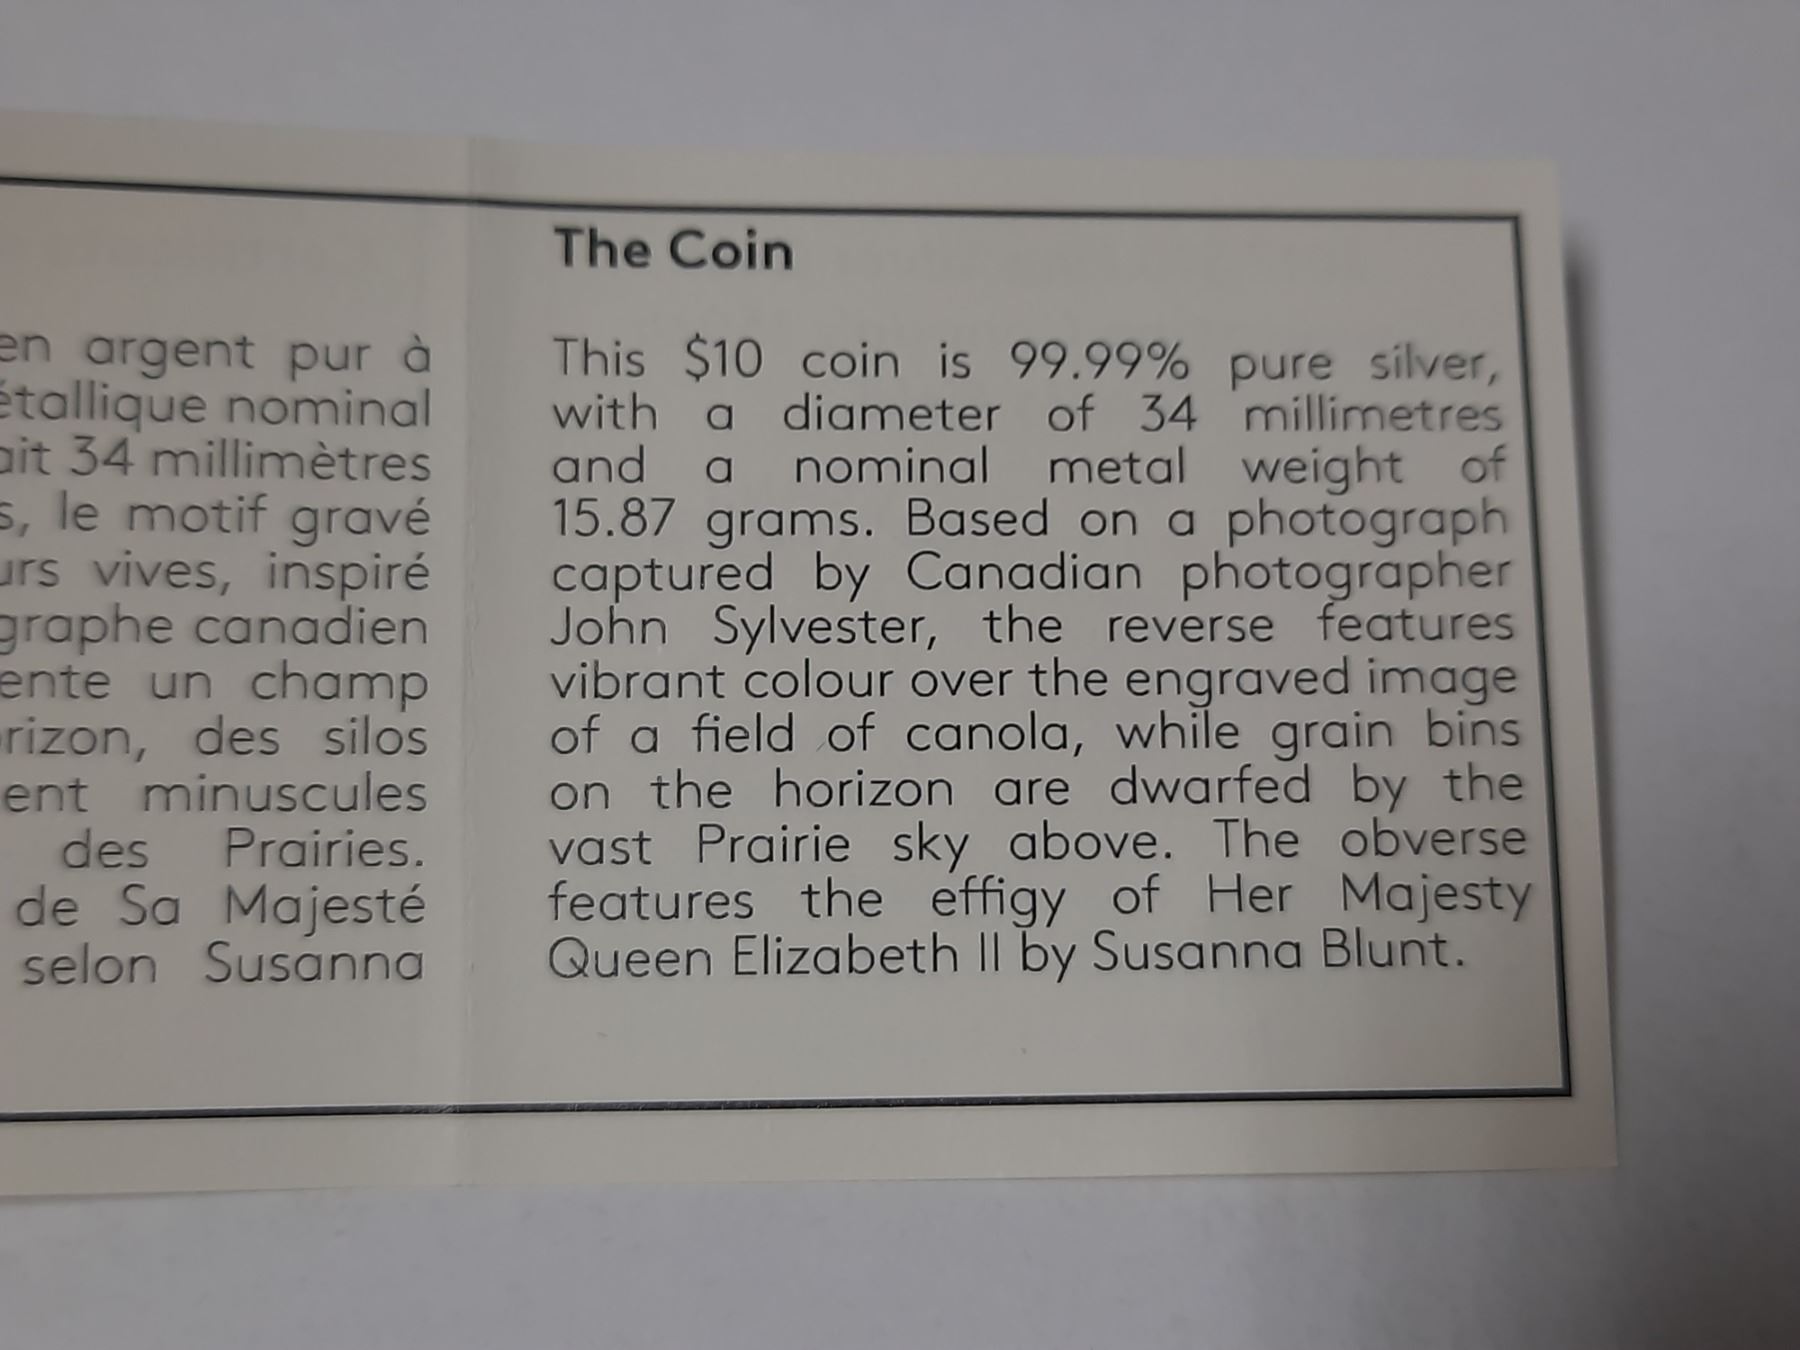 en argent pur à
étallique nominal
ait 34 millimètres
s, le motif gravé
urs vives, inspiré
graphe canadien
ente un champ
rizon, des silos
ent minuscules
des Prairies.
de Sa Majesté
selon Susanna
The Coin
This $10 coin is 99.99% pure silver,
with a diameter of 34 millimetres
and a nominal metal weight of
15.87 grams. Based on a photograph
captured by Canadian photographer
John Sylvester, the reverse features
vibrant colour over the engraved image
of a field of canola, while grain bins
on the horizon are dwarfed by the
vast Prairie sky above. The obverse
features the effigy of Her Majesty
Queen Elizabeth II by Susanna Blunt.